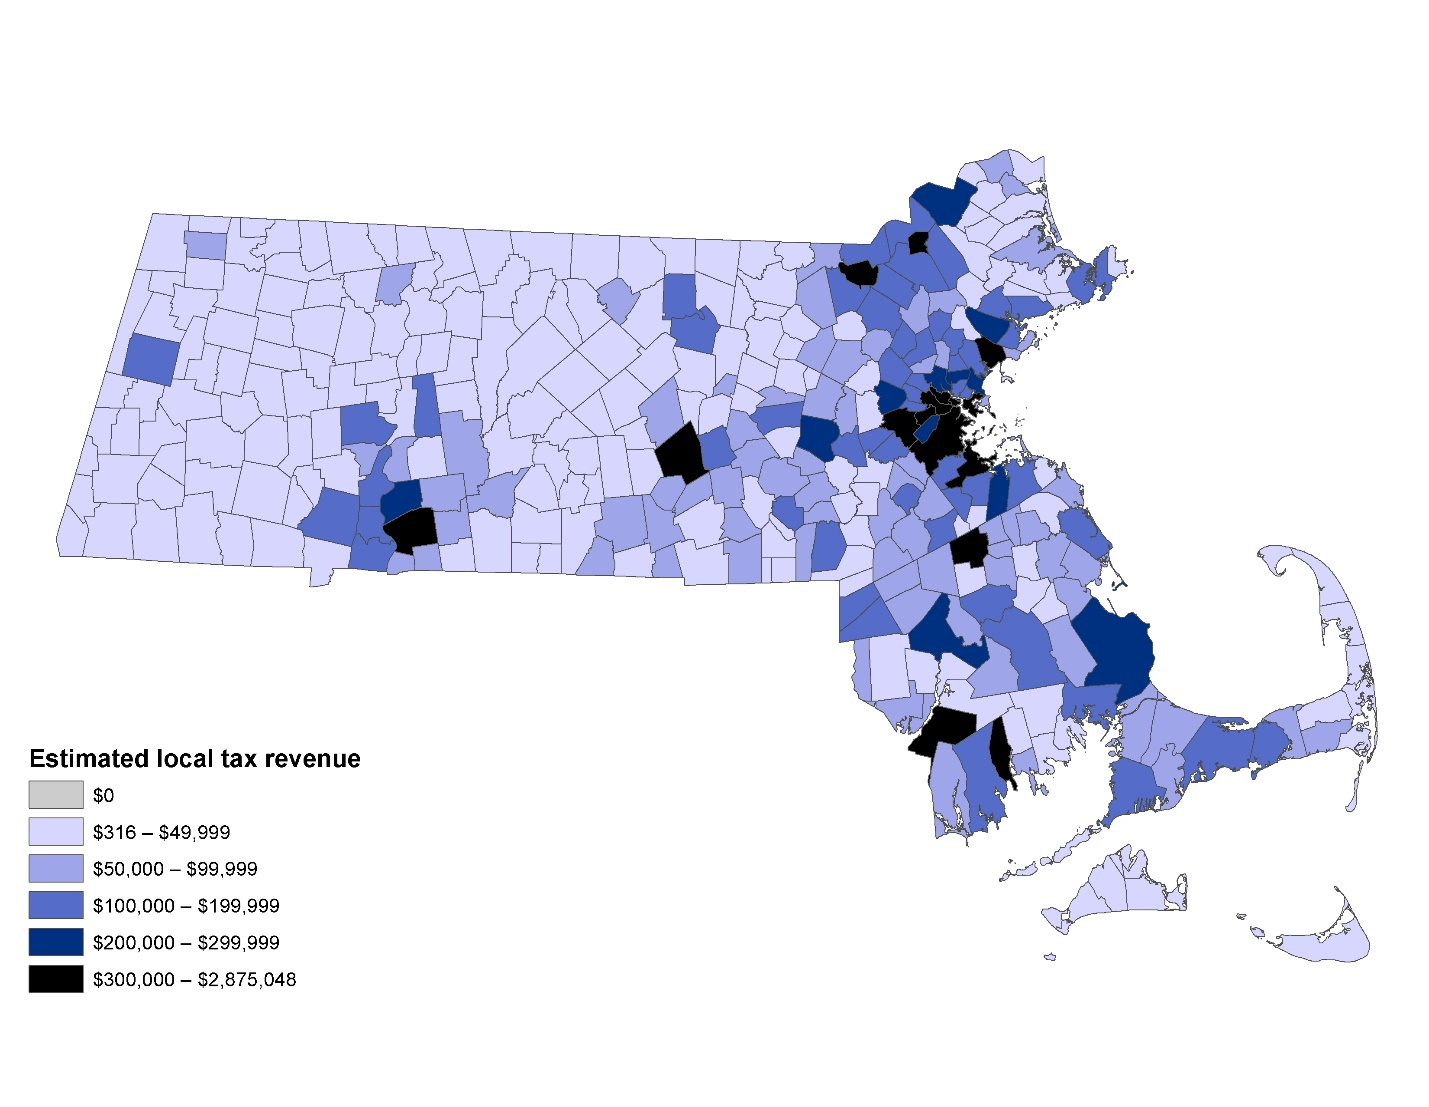 Estimated local tax revenue
$0
$316 – $49,999
$50,000 – $99,999
$100,000 – $199,999
$200,000 – $299,999
$300,000 – $2,875,048